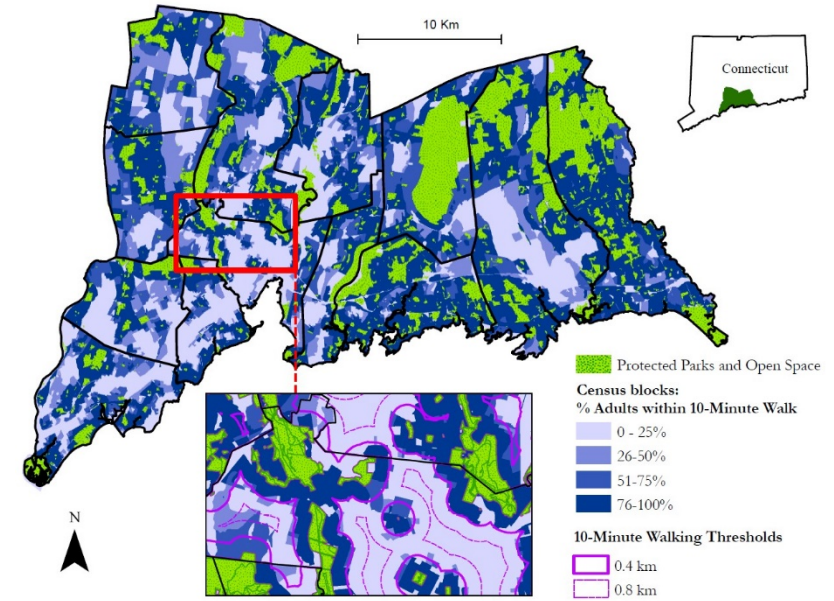 10 Km
Connecticut
Protected Parks and Open Space
Census blocks:
% Adults within 10-Minute Walk
0 - 25%
26-50%
51-75%
76-100%
N
10-Minute Walking Thresholds
0.4 km
0.8 km